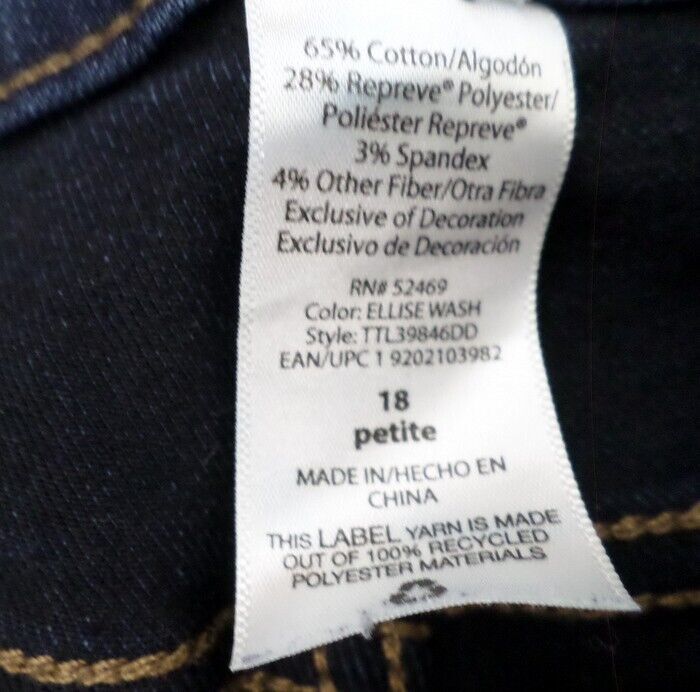 65% Cotton/Algodón
28% Repreve® Polyester/
Poliéster Repreve®
3% Spandex
4% Other Fiber/Otra Fibra
Exclusive of Decoration
Exclusivo de Decoración
RN# 52469
Color: ELLISE WASH
Style: TTL39846DD
EAN/UPC 1 9202103982
18
petite
MADE IN/HECHO EN
CHINA
THIS LABEL YARN IS MADE
OUT OF 100% RECYCLED
POLYESTER MATERIALS